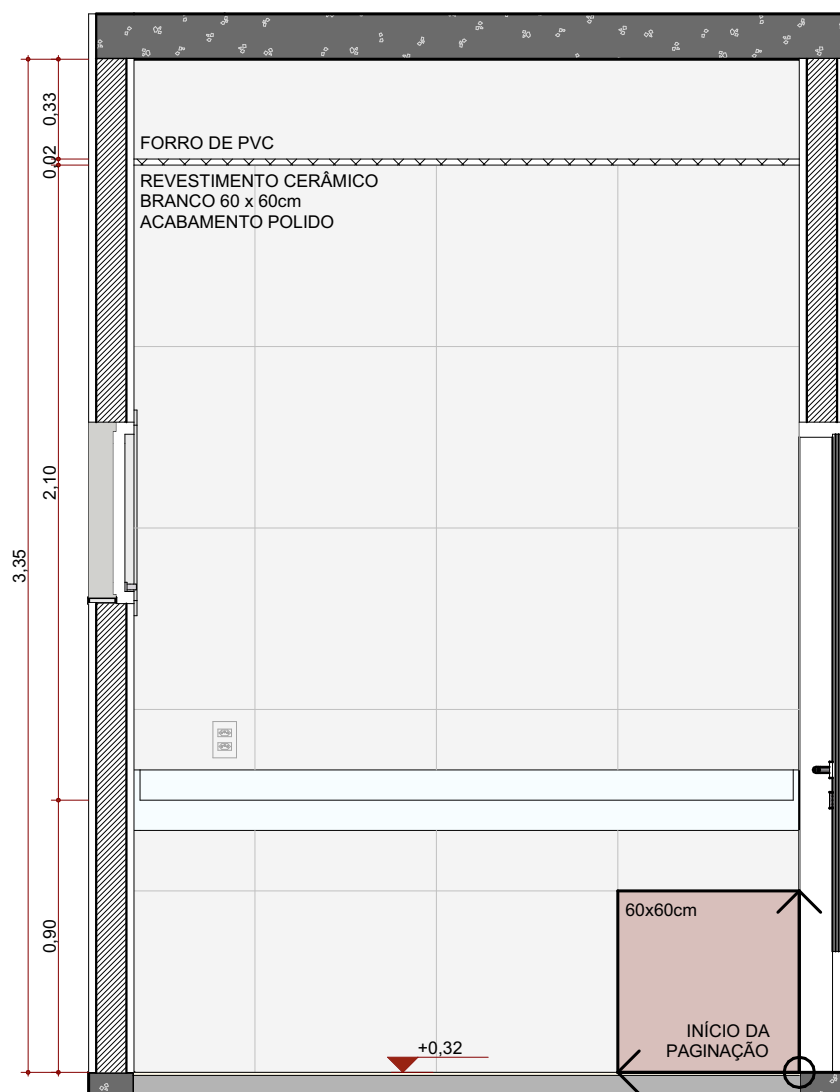 0,33
FORRO DE PVC
0,02
REVESTIMENTO CERÂMICO
BRANCO 60 x 60cm
ACABAMENTO POLIDO
2,10
3,35
0,90
60x60cm
INÍCIO DA
PAGINAÇÃO
+0,32